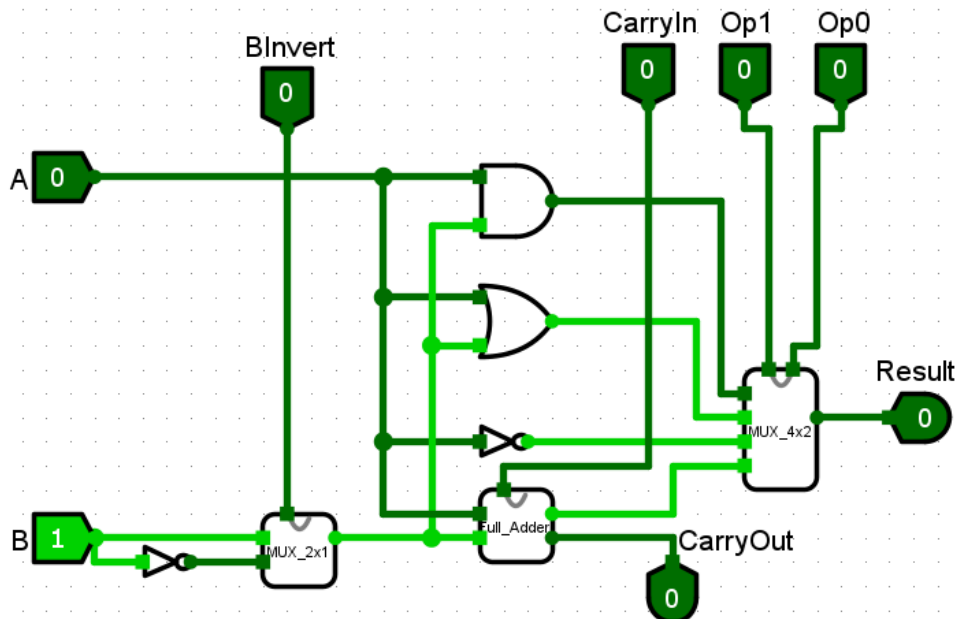 CarryIn Op1 Op0
BInvert
0 0 0
0
A 0
Result
0
MUX_4x2
B 1
MUX_2x1
Full_Adder
CarryOut
0